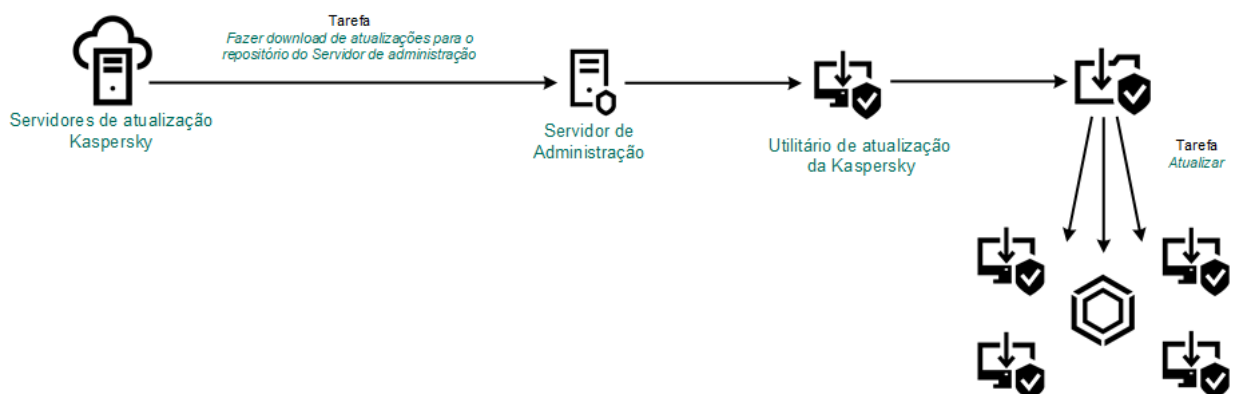 Tarefa
Fazer download de atualizações para o
repositório do Servidor de administração
Servidores de atualização
Kaspersky
Servidor de
Administração
Utilitário de atualização
da Kaspersky
Tarefa
Atualizar